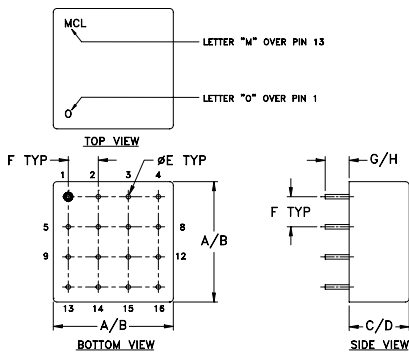 MCL
LETTER "M" OVER PIN 13
O
LETTER "O" OVER PIN 1
TOP VIEW
F TYP
øE TYP
G/H
1 2 3 4
F TYP
5 8
A/B
9 12
13 14 15 16
A/B
C/D
BOTTOM VIEW
SIDE VIEW